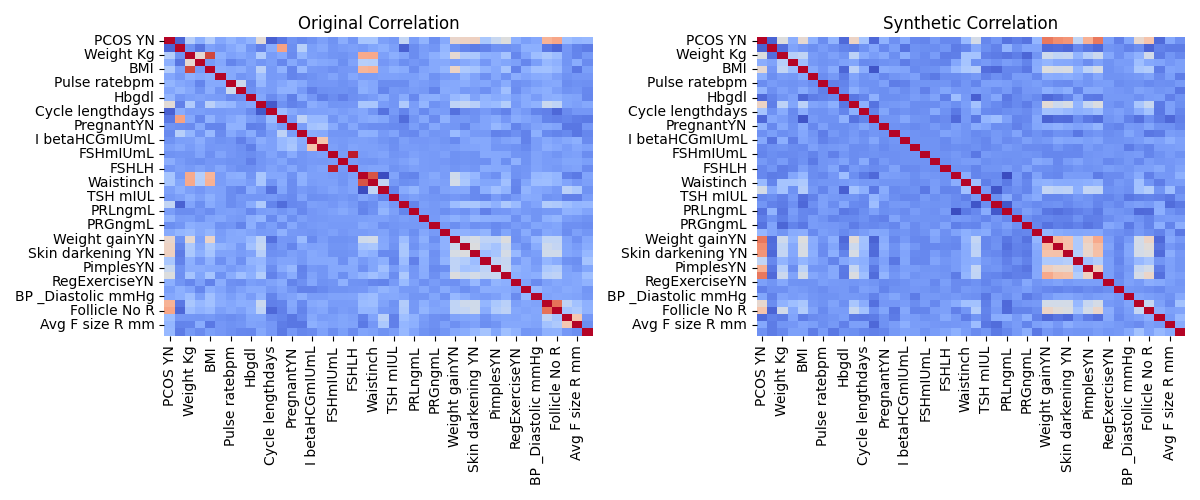 Original Correlation
PCOS YN
Weight Kg
BMI
Pulse ratebpm
Hbgdl
Cycle lengthdays
PregnantYN
I betaHCGmIUmL
FSHmIUmL
FSHLH
Waistinch
TSH mIUL
PRLngmL
PRGngmL
Weight gainYN
Skin darkening YN
PimplesYN
RegExerciseYN
BP _Diastolic mmHg
Follicle No R
Avg F size R mm
PCOS YN
Weight Kg
BMI
Pulse ratebpm
Hbgdl
Cycle lengthdays
PregnantYN
I betaHCGmIUmL
FSHmIUmL
FSHLH
Waistinch
TSH mIUL
PRLngmL
PRGngmL
Weight gainYN
Skin darkening YN
PimplesYN
RegExerciseYN
BP _Diastolic mmHg
Follicle No R
Avg F size R mm
Synthetic Correlation
PCOS YN
Weight Kg
BMI
Pulse ratebpm
Hbgdl
Cycle lengthdays
PregnantYN
I betaHCGmIUmL
FSHmIUmL
FSHLH
Waistinch
TSH mIUL
PRLngmL
PRGngmL
Weight gainYN
Skin darkening YN
PimplesYN
RegExerciseYN
BP _Diastolic mmHg
Follicle No R
Avg F size R mm
PCOS YN
Weight Kg
BMI
Pulse ratebpm
Hbgdl
Cycle lengthdays
PregnantYN
I betaHCGmIUmL
FSHmIUmL
FSHLH
Waistinch
TSH mIUL
PRLngmL
PRGngmL
Weight gainYN
Skin darkening YN
PimplesYN
RegExerciseYN
BP _Diastolic mmHg
Follicle No R
Avg F size R mm